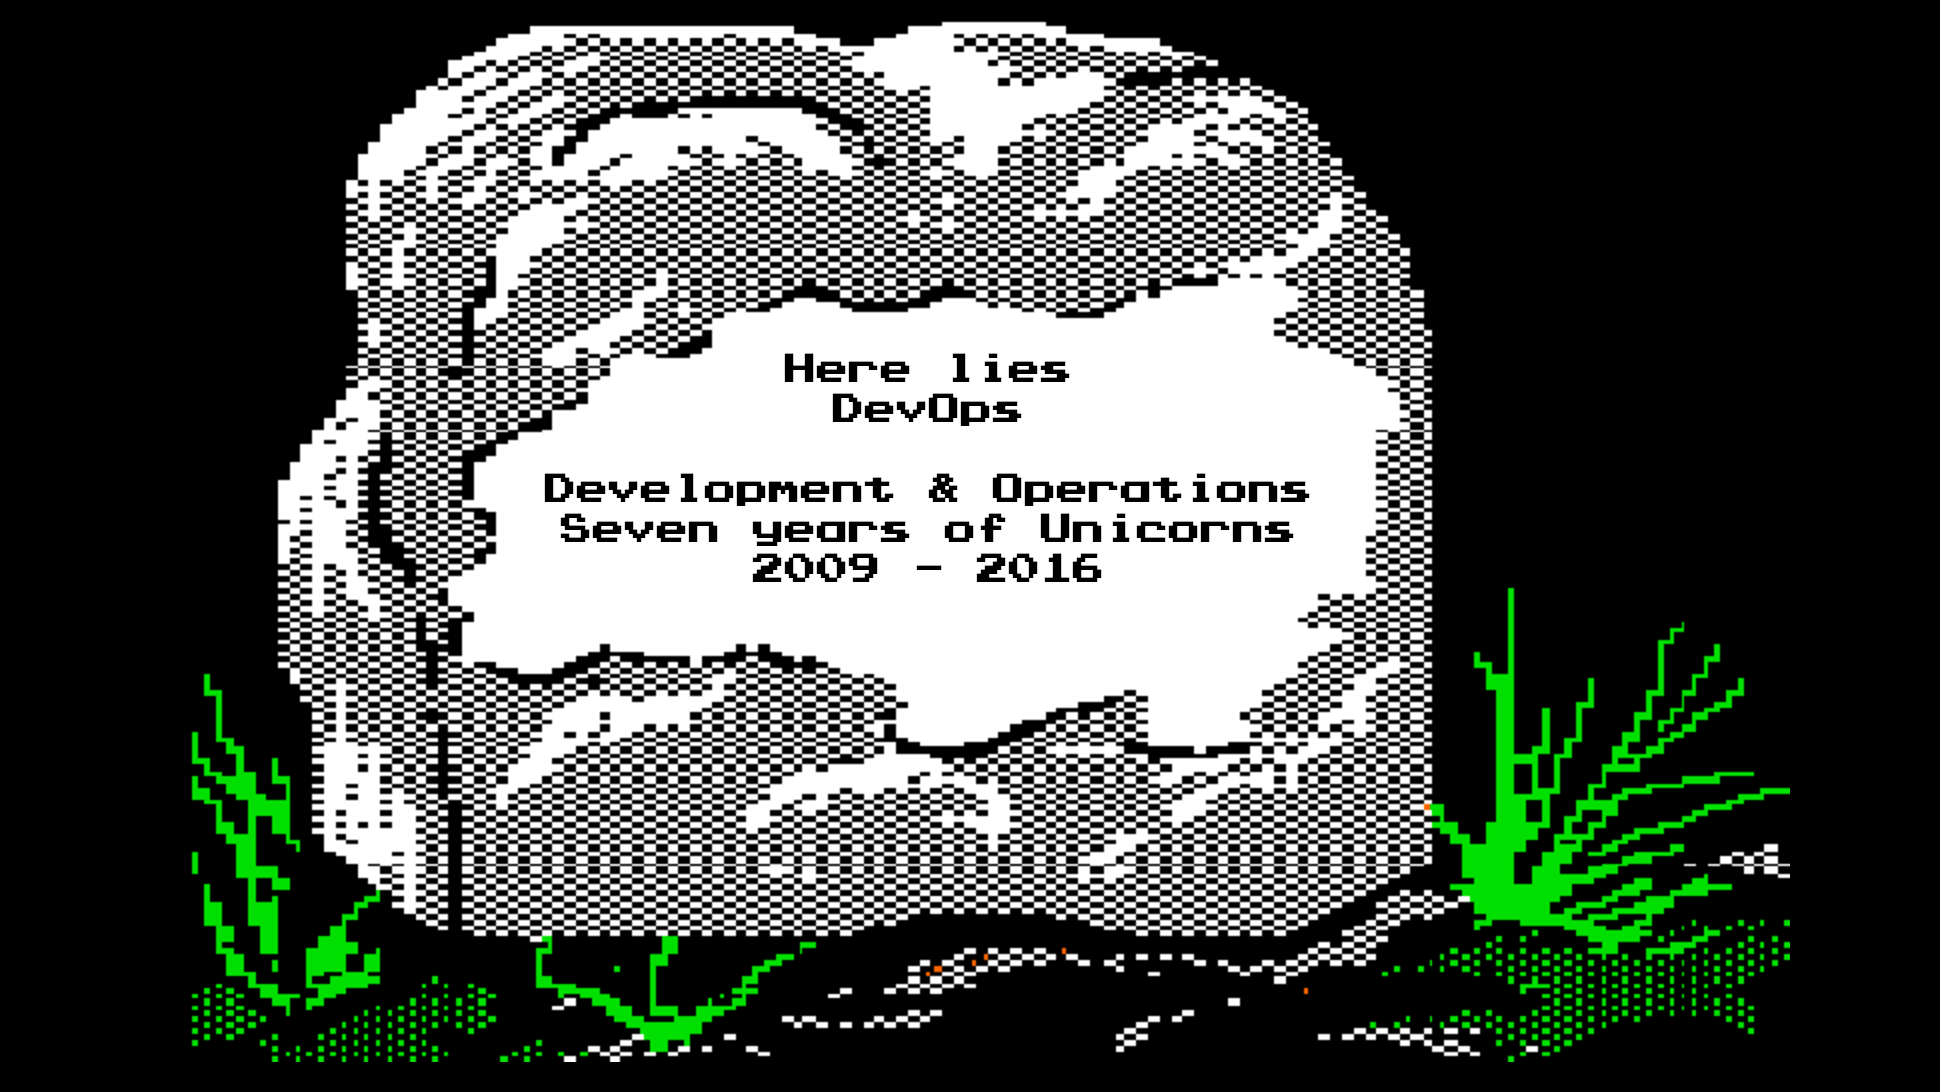 Here lies
DevOps
Development & Operations
Seven years of Unicorns
2009 - 2016